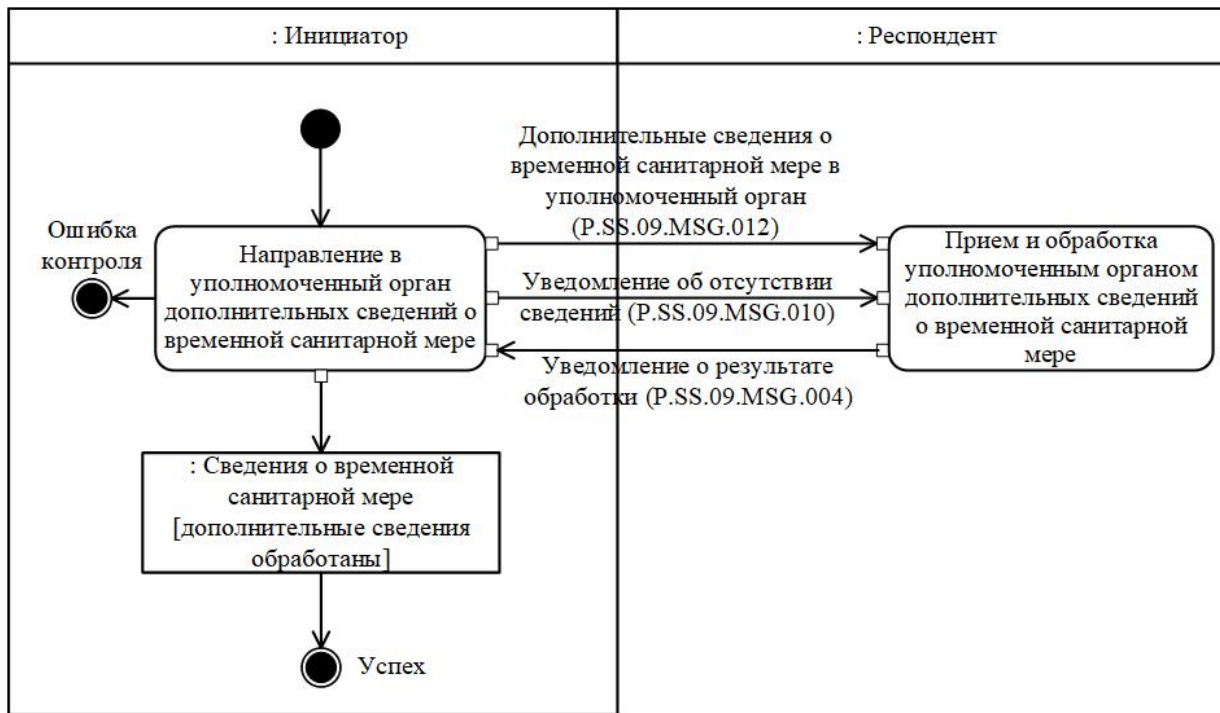 : Инициатор
: Респондент
Дополнительные сведения о
временной санитарной мере в
уполномоченный орган
(P.SS.09.MSG.012)
Ошибка
контроля
Направление в
уполномоченный орган
дополнительных сведений о
временной санитарной мере
Уведомление об отсутствии
сведений (P.SS.09.MSG.010)
Уведомление о результате
обработки (P.SS.09.MSG.004)
Прием и обработка
уполномоченным органом
дополнительных сведений
о временной санитарной
мере
: Сведения о временной
санитарной мере
[дополнительные сведения
обработаны]
Успех